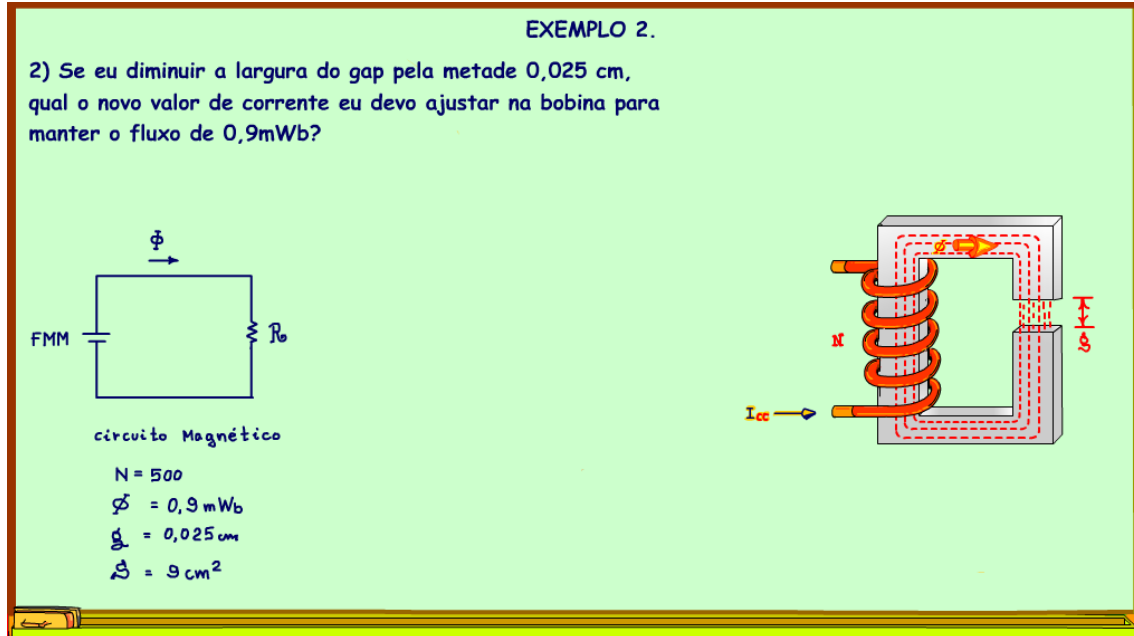 EXEMPLO 2.
2) Se eu diminuir a largura do gap pela metade 0,025 cm,
qual o novo valor de corrente eu devo ajustar na bobina para
manter o fluxo de 0,9mWb?
Φ
FMM
R
circuito Magnético
N = 500
Ø = 0,9 mWb
g = 0,025 cm
S = 9 cm²
Ø
N
g
Icc